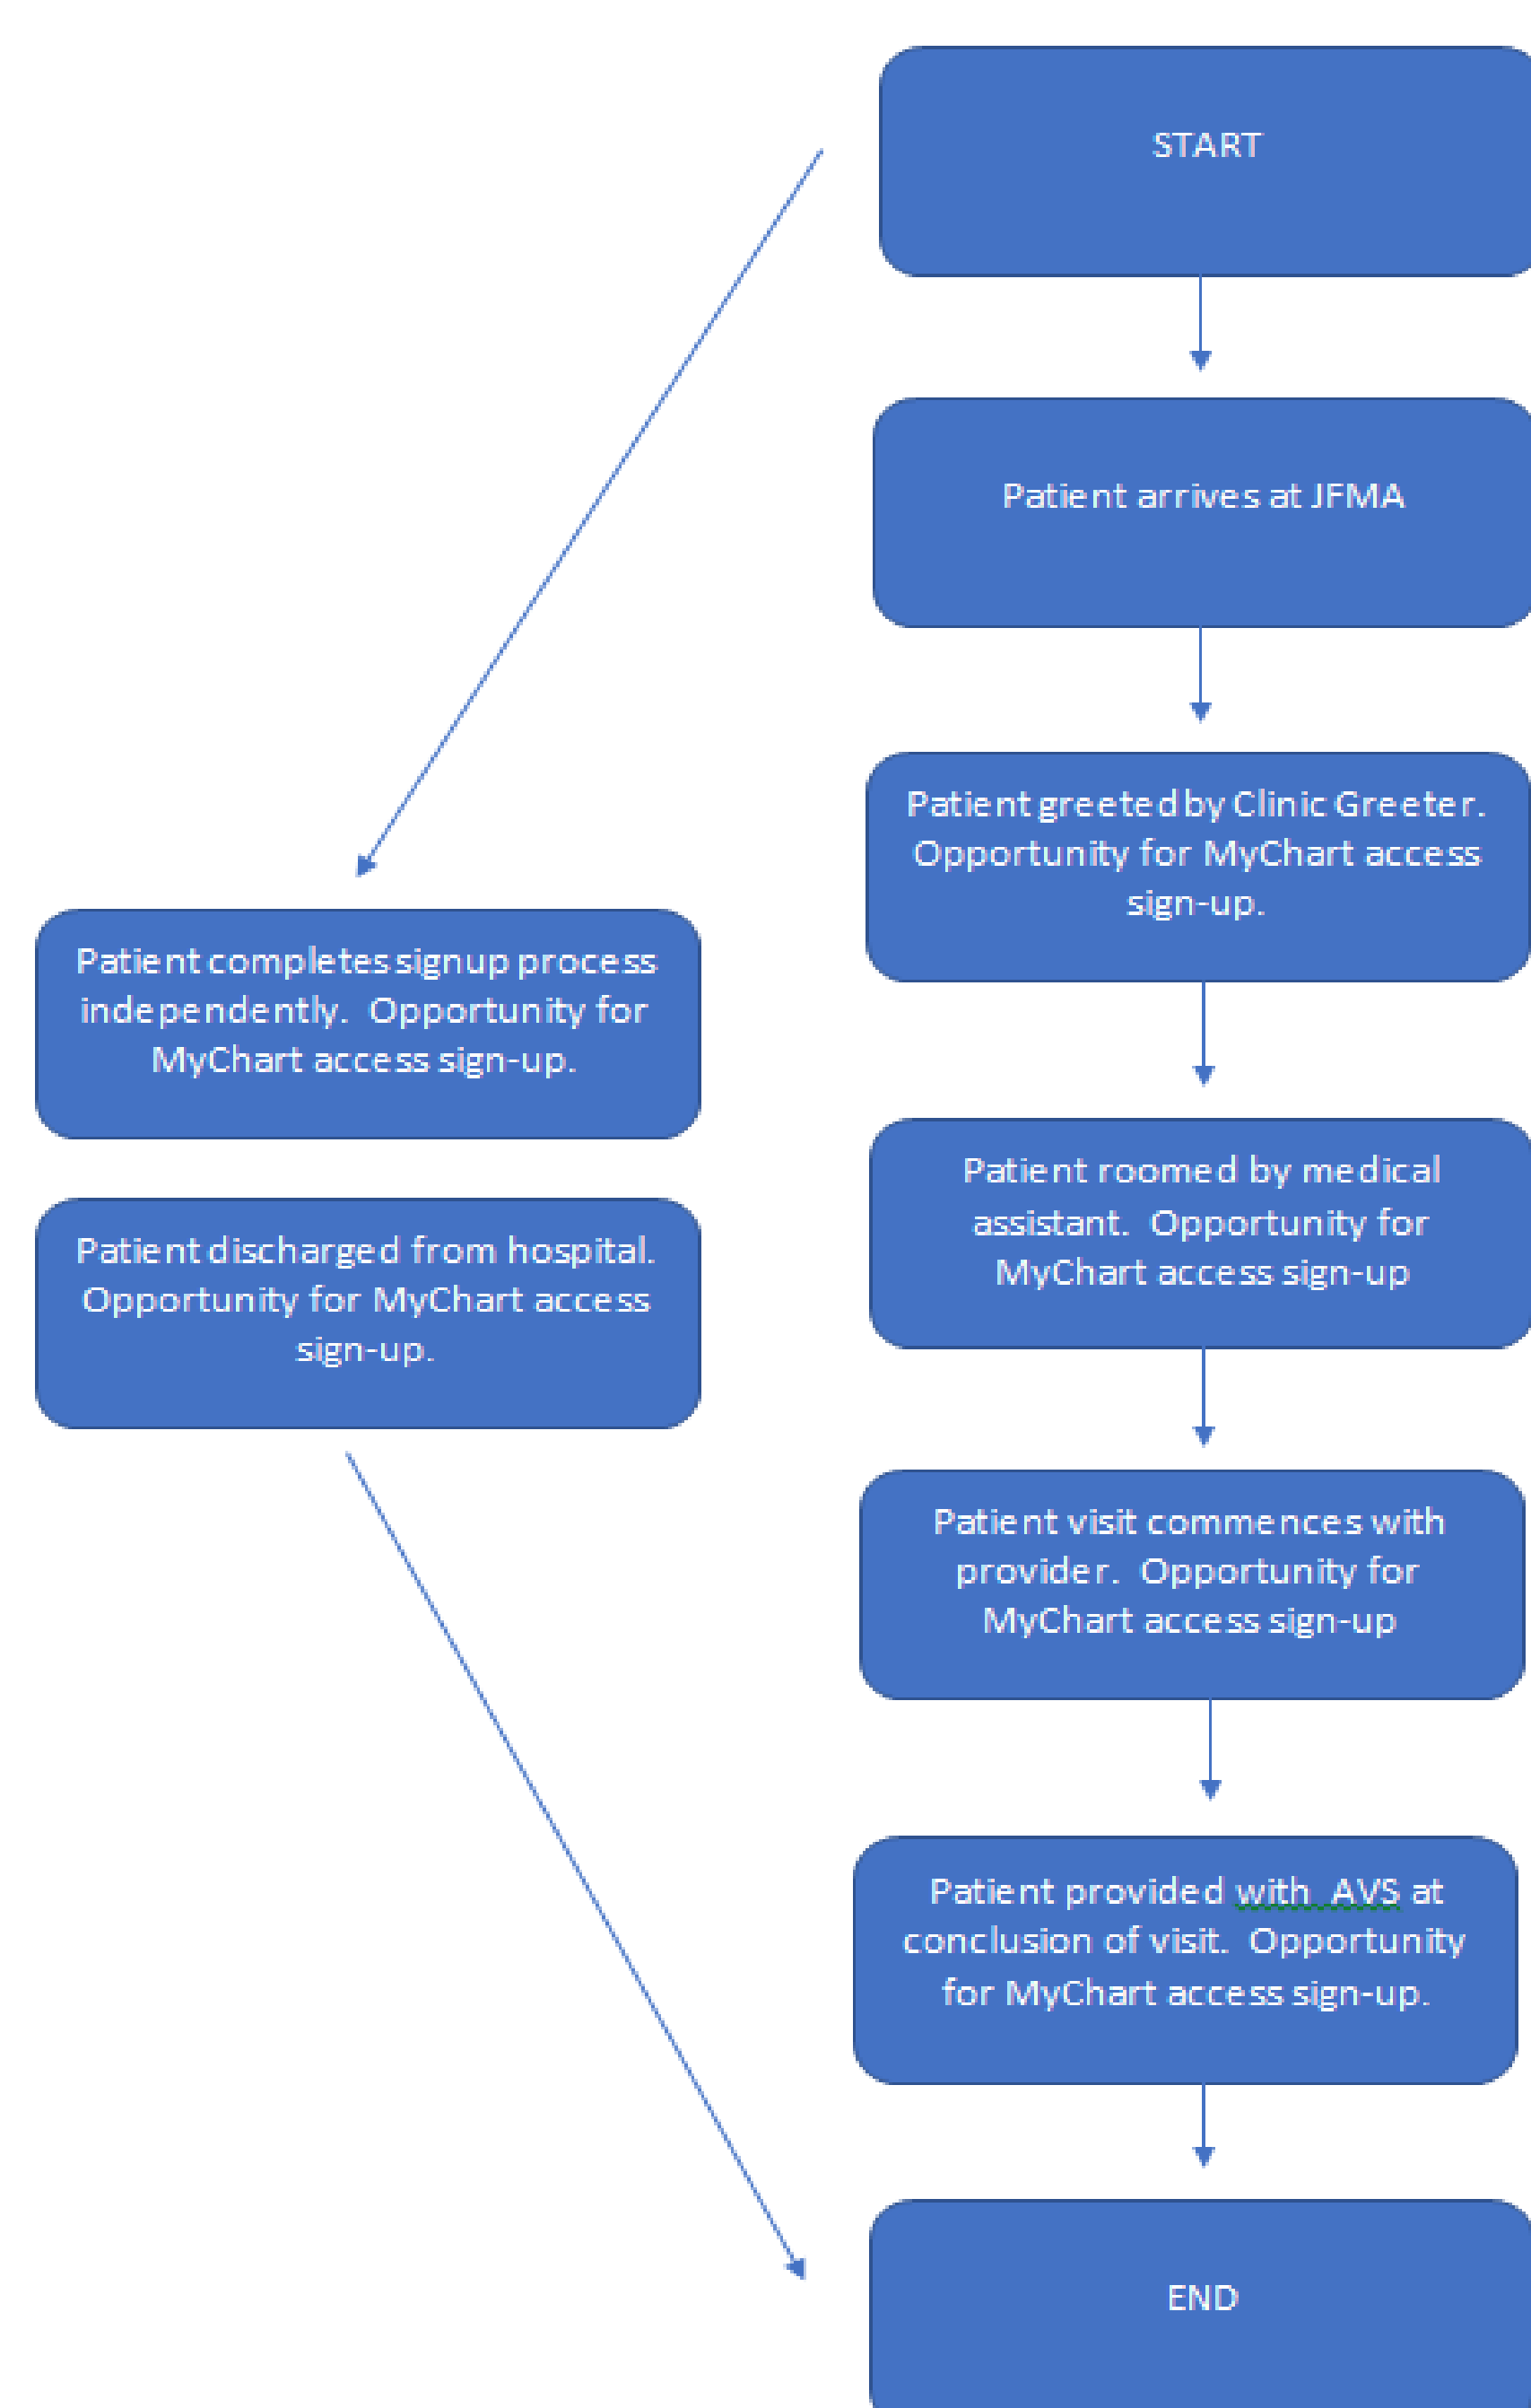 START
Patient arrives at JFMA
Patient greeted by Clinic Greeter.
Opportunity for MyChart access
sign-up.
Patient completes signup process
independently.  Opportunity for
MyChart access sign-up.
Patient discharged from hospital.
Opportunity for MyChart access
sign-up.
Patient roomed by medical
assistant.  Opportunity for
MyChart access sign-up
Patient visit commences with
provider.  Opportunity for
MyChart access sign-up
Patient provided with  AVS at
conclusion of visit.  Opportunity
for MyChart access sign-up.
END